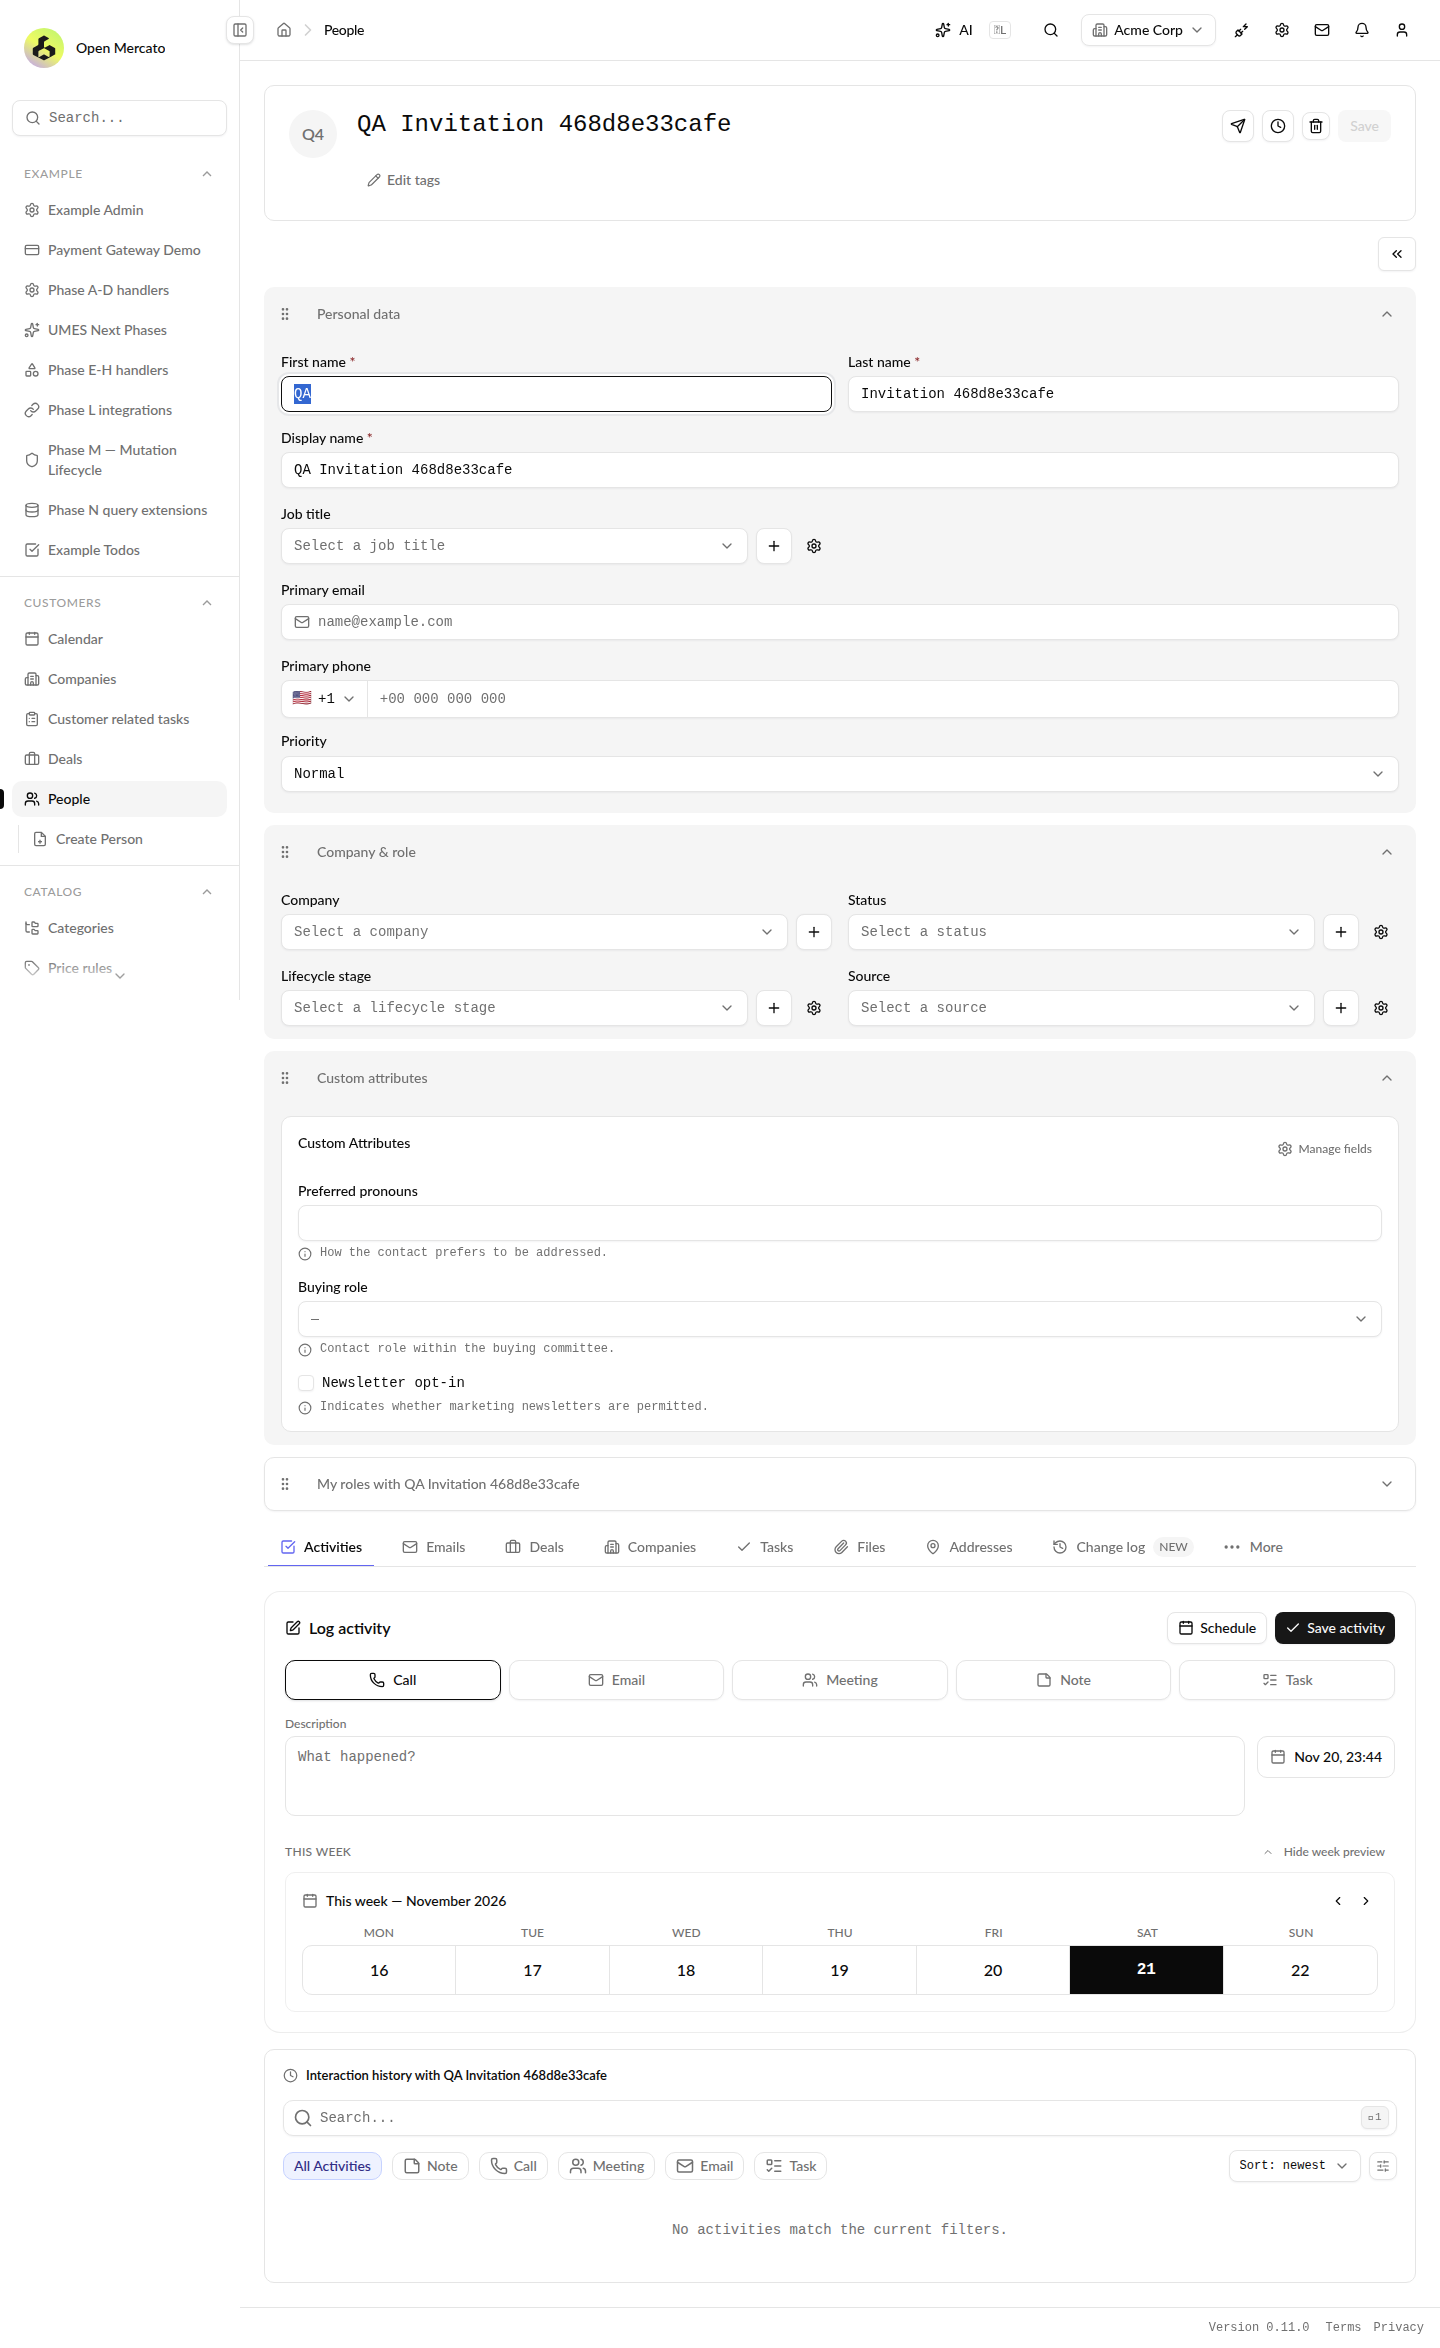 Open Mercato
People
AI
L
Acme Corp
Search...
EXAMPLE
Example Admin
Payment Gateway Demo
Phase A-D handlers
UMES Next Phases
Phase E-H handlers
Phase L integrations
Phase M — Mutation
Lifecycle
Phase N query extensions
Example Todos
CUSTOMERS
Calendar
Companies
Customer related tasks
Deals
People
Create Person
CATALOG
Categories
Price rules
Q4
QA Invitation 468d8e33cafe
Save
Edit tags
Personal data
First name *
Last name *
QA
Invitation 468d8e33cafe
Display name *
QA Invitation 468d8e33cafe
Job title
Select a job title
Primary email
name@example.com
Primary phone
+1
+00 000 000 000
Priority
Normal
Company & role
Company
Status
Select a company
Select a status
Lifecycle stage
Source
Select a lifecycle stage
Select a source
Custom attributes
Custom Attributes
Manage fields
Preferred pronouns
How the contact prefers to be addressed.
Buying role
—
Contact role within the buying committee.
Newsletter opt-in
Indicates whether marketing newsletters are permitted.
My roles with QA Invitation 468d8e33cafe
Activities Emails Deals Companies Tasks Files Addresses Change log NEW More
Log activity
Schedule
Save activity
Call Email Meeting Note Task
Description
What happened?
Nov 20, 23:44
THIS WEEK
Hide week preview
This week — November 2026
MON TUE WED THU FRI SAT SUN
16 17 18 19 20 21 22
Interaction history with QA Invitation 468d8e33cafe
Search...
1
All Activities Note Call Meeting Email Task
Sort: newest
No activities match the current filters.
Version 0.11.0 Terms Privacy